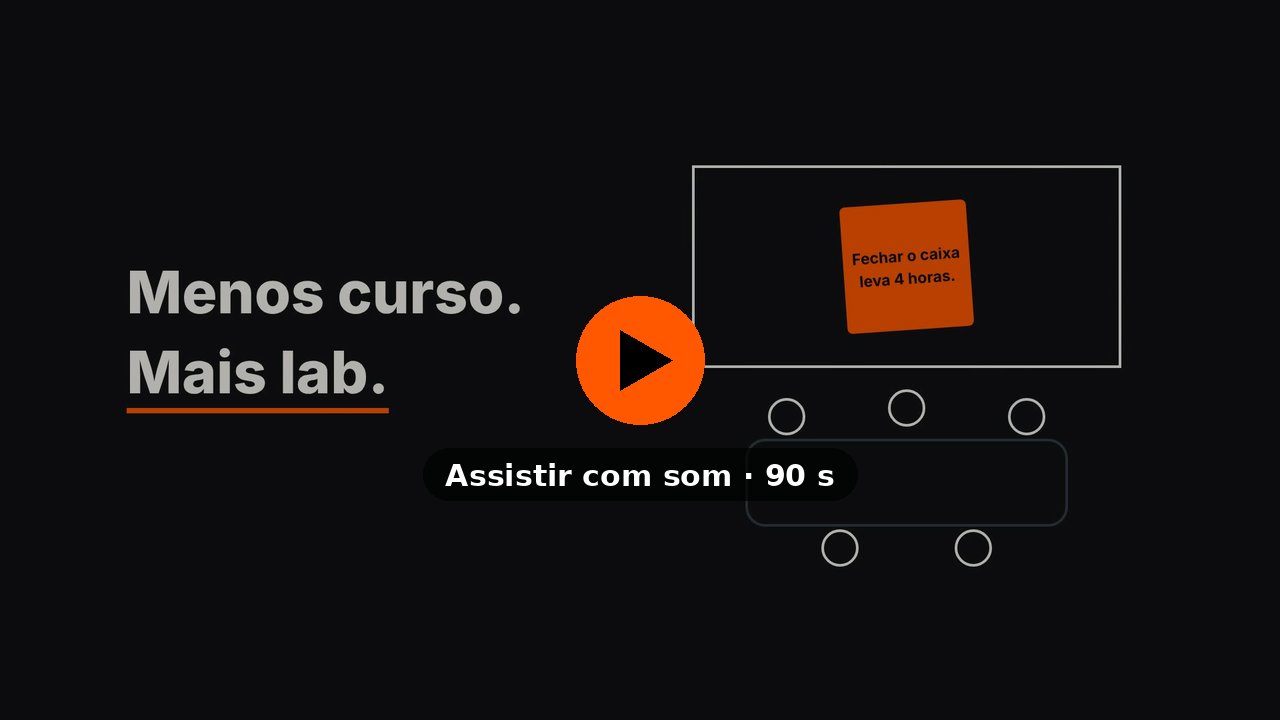 Menos curso.
Mais lab.
Fechar o caixa
leva 4 horas.
Assistir com som · 90 s